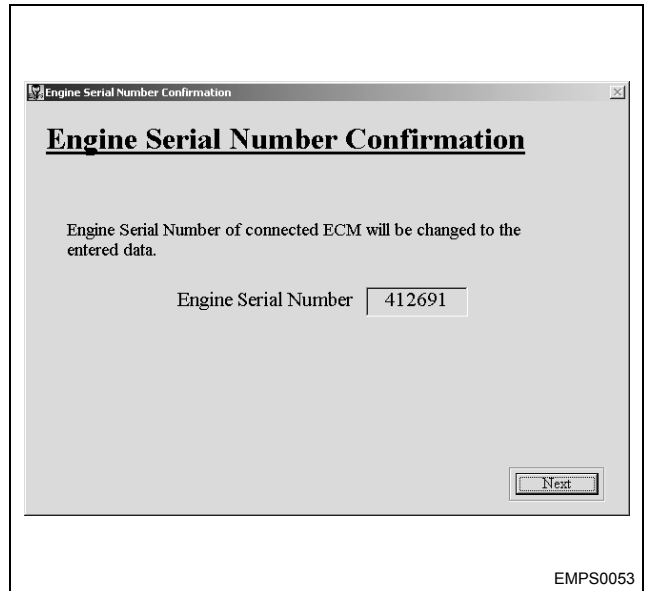 Engine Serial Number Confirmation
Engine Serial Number Confirmation
Engine Serial Number of connected ECM will be changed to the
entered data.
Engine Serial Number 412691
Next
EMPS0053